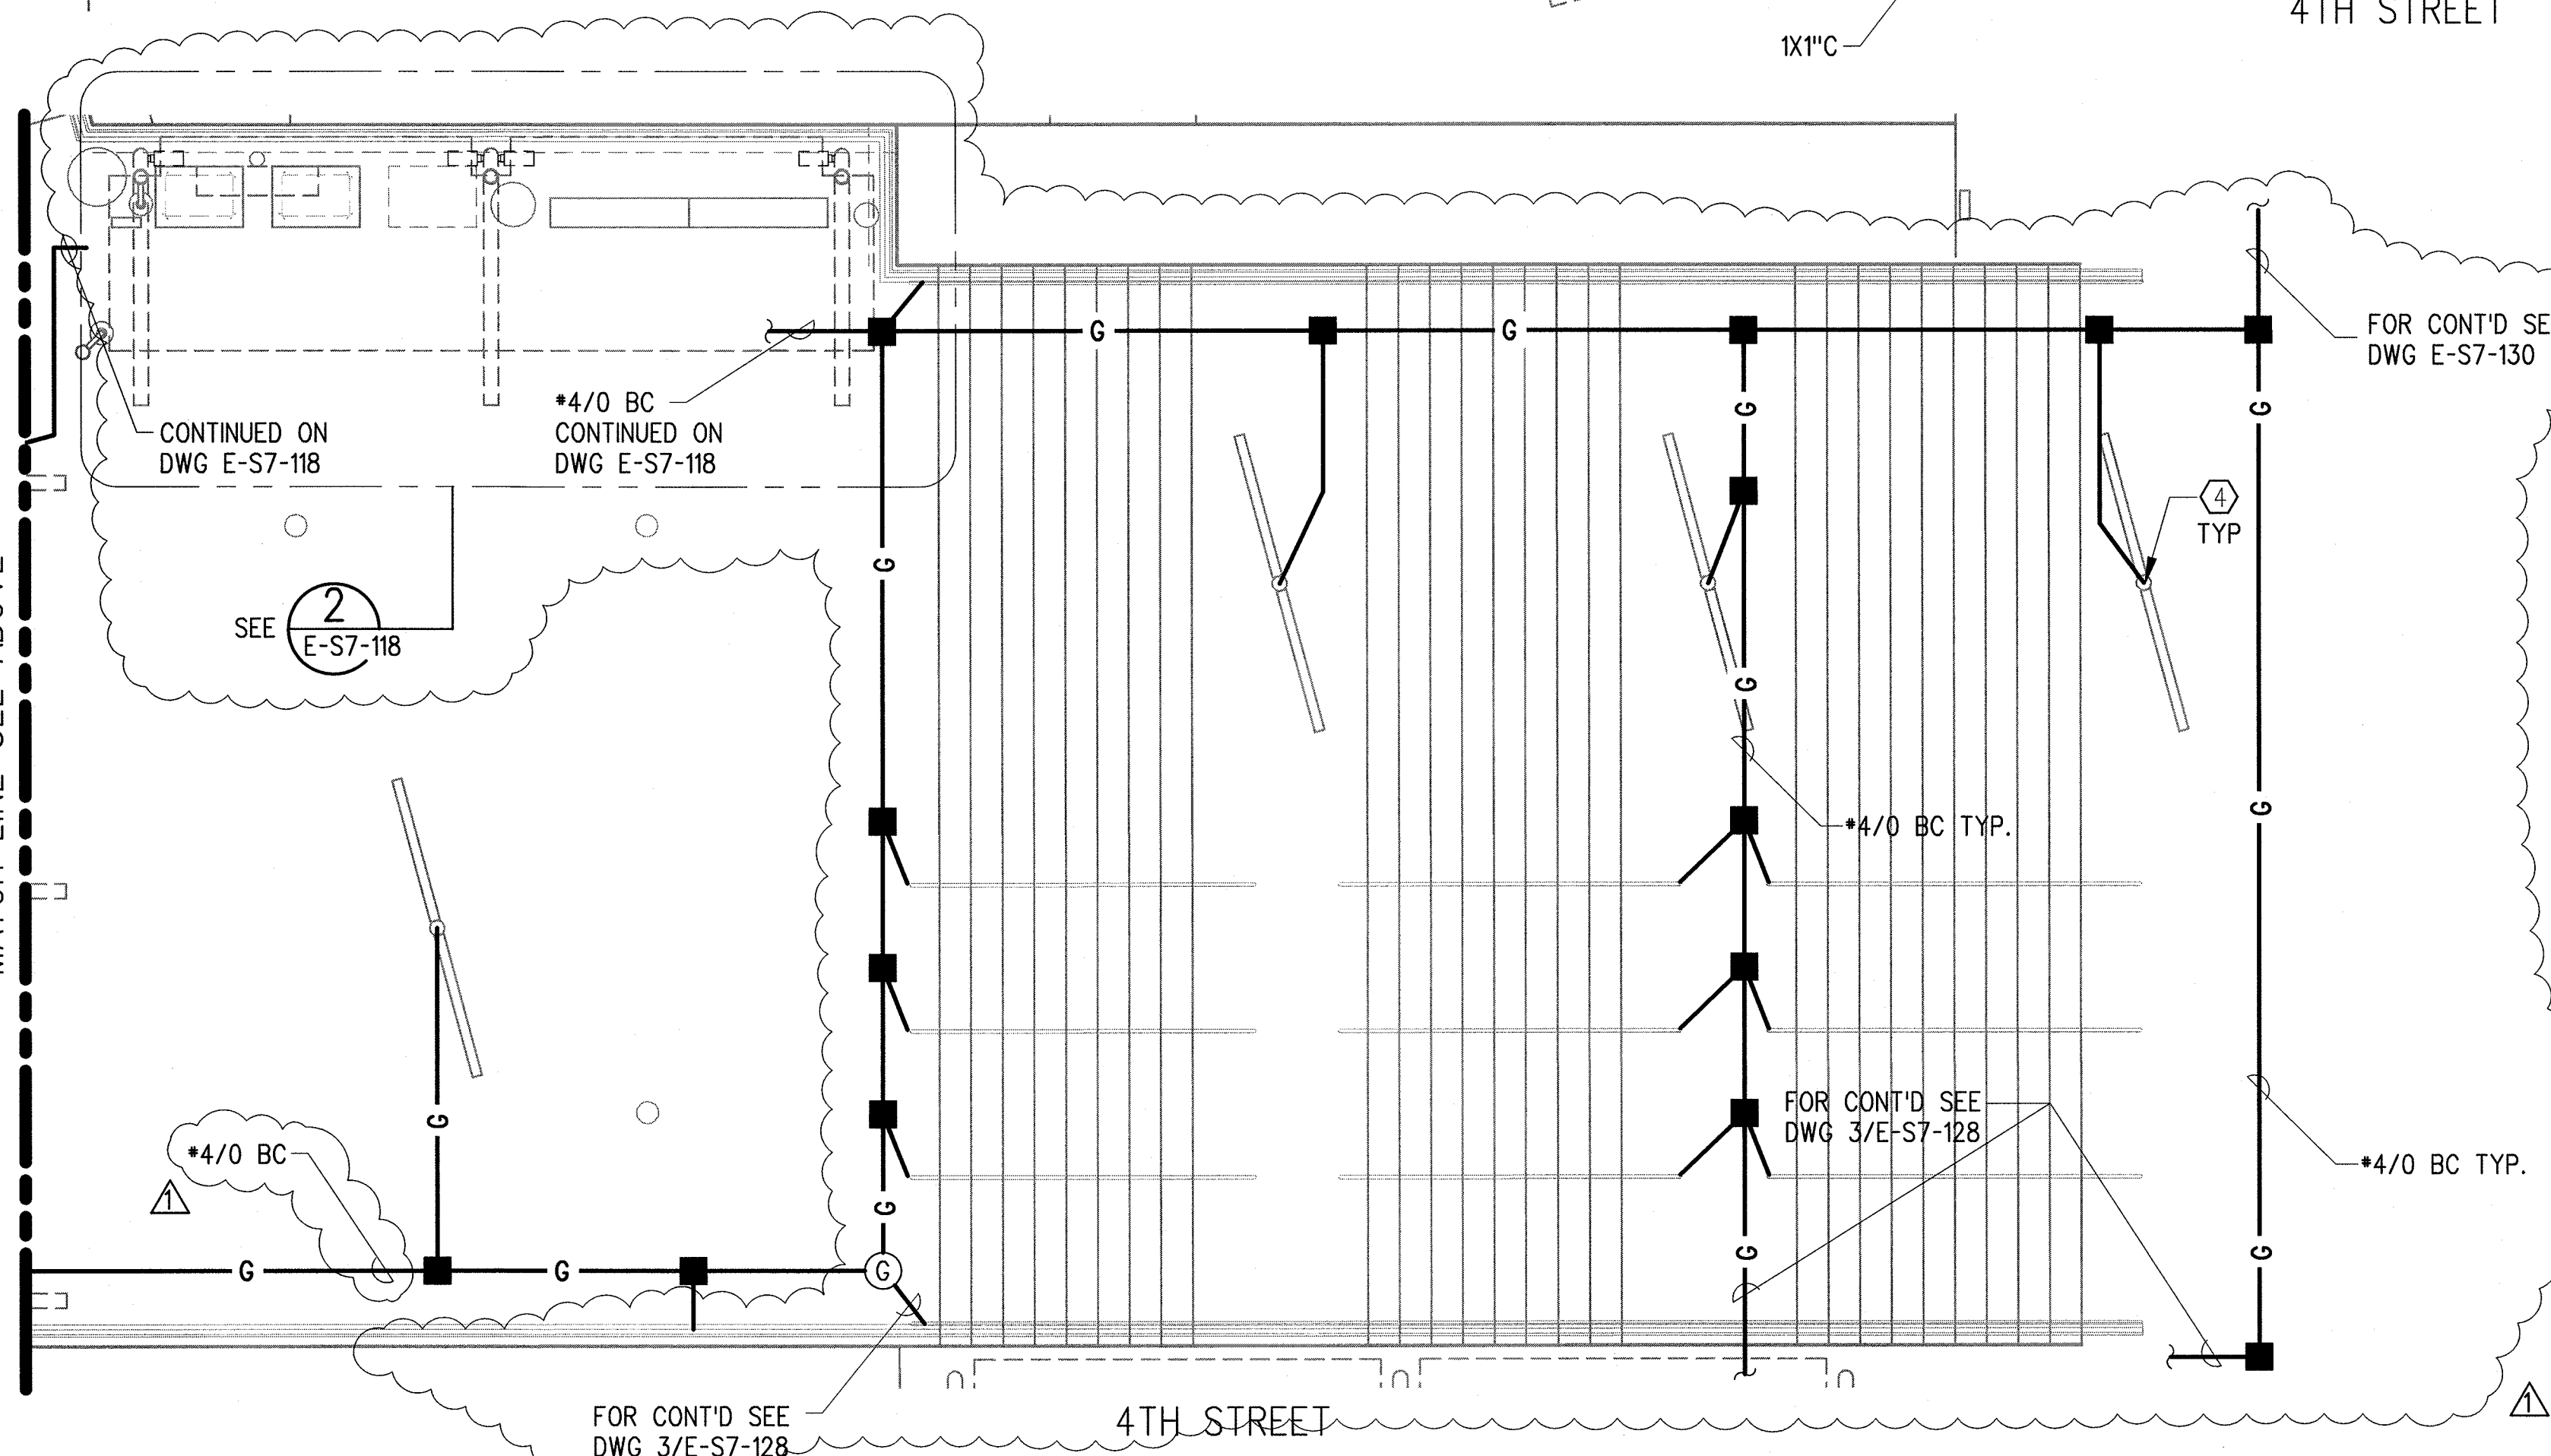 4TH STREET
1X1"C
G
G
FOR CONT'D SE
DWG E-S7-130
#4/0 BC
CONTINUED ON
DWG E-S7-118
CONTINUED ON
DWG E-S7-118
G
G
4
TYP
G
SEE
2
E-S7-118
G
G
#4/0 BC TYP.
FOR CONT'D SEE
DWG 3/E-S7-128
G
#4/0 BC
#4/0 BC TYP.
1
G
G
G
G
G
G
FOR CONT'D SEE
DWG 3/E-S7-128
4TH STREET
1